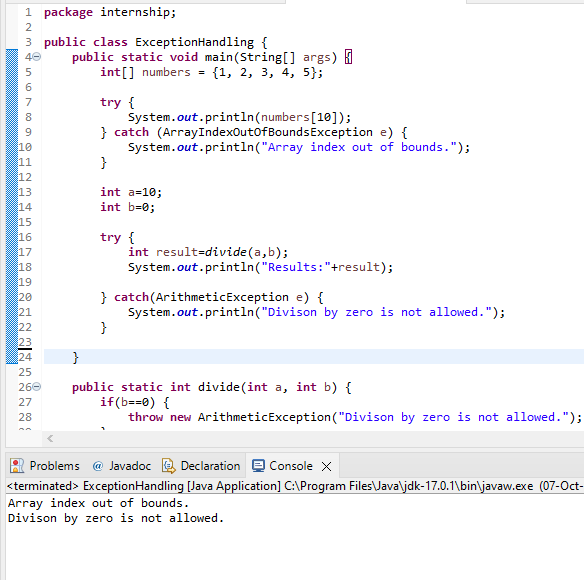 1 package internship;
2
3 public class ExceptionHandling {
4 public static void main(String[] args) {
5 int[] numbers = {1, 2, 3, 4, 5};
6
7 try {
8 System.out.println(numbers[10]);
9 } catch (ArrayIndexOutOfBoundsException e) {
10 System.out.println("Array index out of bounds.");
11 }
12
13 int a=10;
14 int b=0;
15
16 try {
17 int result=divide(a,b);
18 System.out.println("Results:"+result);
19
20 } catch(ArithmeticException e) {
21 System.out.println("Divison by zero is not allowed.");
22 }
23
24 }
25
26 public static int divide(int a, int b) {
27 if(b==0) {
28 throw new ArithmeticException("Divison by zero is not allowed.");
Problems @ Javadoc Declaration Console
<terminated> ExceptionHandling [Java Application] C:\Program Files\Java\jdk-17.0.1\bin\javaw.exe (07-Oct-
Array index out of bounds.
Divison by zero is not allowed.